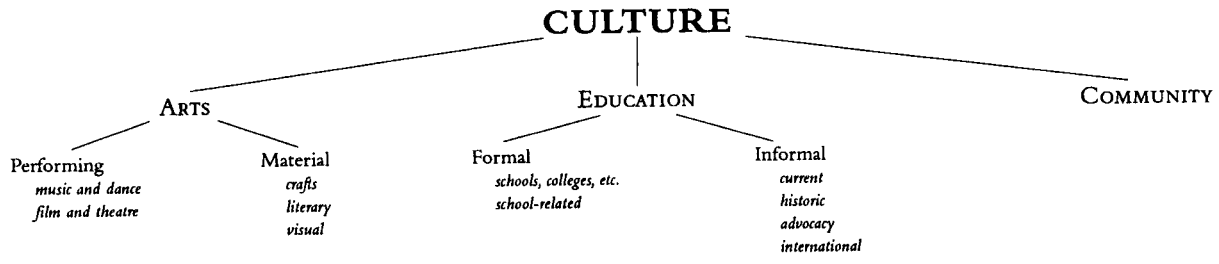 CULTURE
ARTS
EDUCATION
COMMUNITY
Performing
music and dance
film and theatre
Material
crafts
literary
visual
Formal
schools, colleges, etc.
school-related
Informal
current
historic
advocacy
international